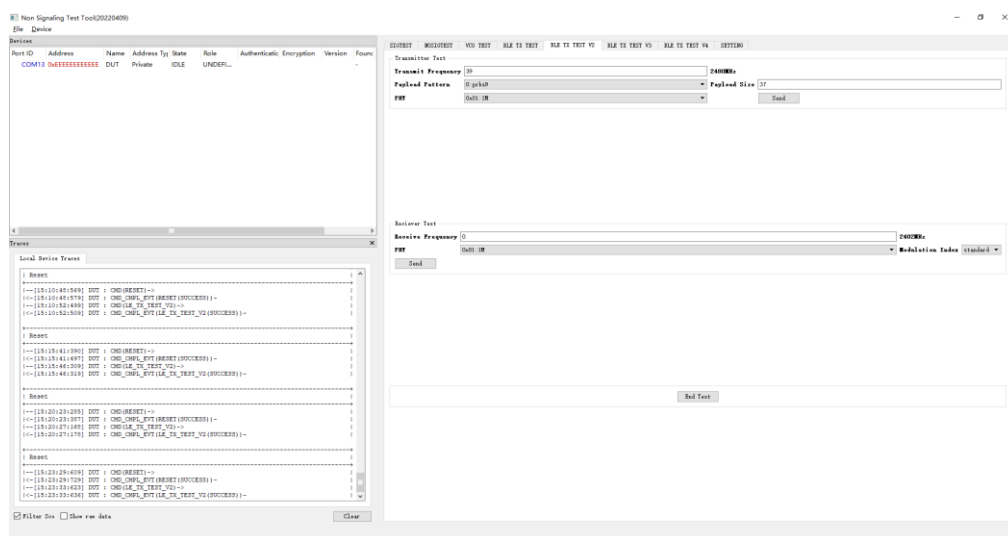 Non Signaling Test Tool(20220409)
File Device
Devices
Port ID Address Name Address Ty State Role Authenticatic Encryption Version Founc
COM13 0xEEEEEEEEEEEE DUT Private IDLE UNDEFI... -
Traces
Local Device Traces
| Reset |
|--[15:10:48:569] DUT : CMD(RESET)->
|<-[15:10:48:579] DUT : CMD_CMPL_EVT(RESET(SUCCESS))-
|--[15:10:52:499] DUT : CMD(LE_TX_TEST_V2)->
|<-[15:10:52:509] DUT : CMD_CMPL_EVT(LE_TX_TEST_V2(SUCCESS))-
| Reset |
|--[15:15:41:390] DUT : CMD(RESET)->
|<-[15:15:41:497] DUT : CMD_CMPL_EVT(RESET(SUCCESS))-
|--[15:15:46:309] DUT : CMD(LE_TX_TEST_V2)->
|<-[15:15:46:319] DUT : CMD_CMPL_EVT(LE_TX_TEST_V2(SUCCESS))-
| Reset |
|--[15:20:23:285] DUT : CMD(RESET)->
|<-[15:20:23:387] DUT : CMD_CMPL_EVT(RESET(SUCCESS))-
|--[15:20:27:168] DUT : CMD(LE_TX_TEST_V2)->
|<-[15:20:27:178] DUT : CMD_CMPL_EVT(LE_TX_TEST_V2(SUCCESS))-
| Reset |
|--[15:23:29:609] DUT : CMD(RESET)->
|<-[15:23:29:729] DUT : CMD_CMPL_EVT(RESET(SUCCESS))-
|--[15:23:33:623] DUT : CMD(LE_TX_TEST_V2)->
|<-[15:23:33:636] DUT : CMD_CMPL_EVT(LE_TX_TEST_V2(SUCCESS))-
Filter Sco Show raw data Clear
SIGTEST NOSIGTEST VCO TEST BLE TX TEST BLE TX TEST V2 BLE TX TEST V3 BLE TX TEST V4 SETTING
Transmitter Test
Transmit Frequency 39 2480MHz
Payload Pattern 0:prbs9 Payload Size 37
PHY 0x01 1M Send
Reciever Test
Receive Frequency 0 2402MHz
PHY 0x01 1M Modulation Index standard
Send
End Test